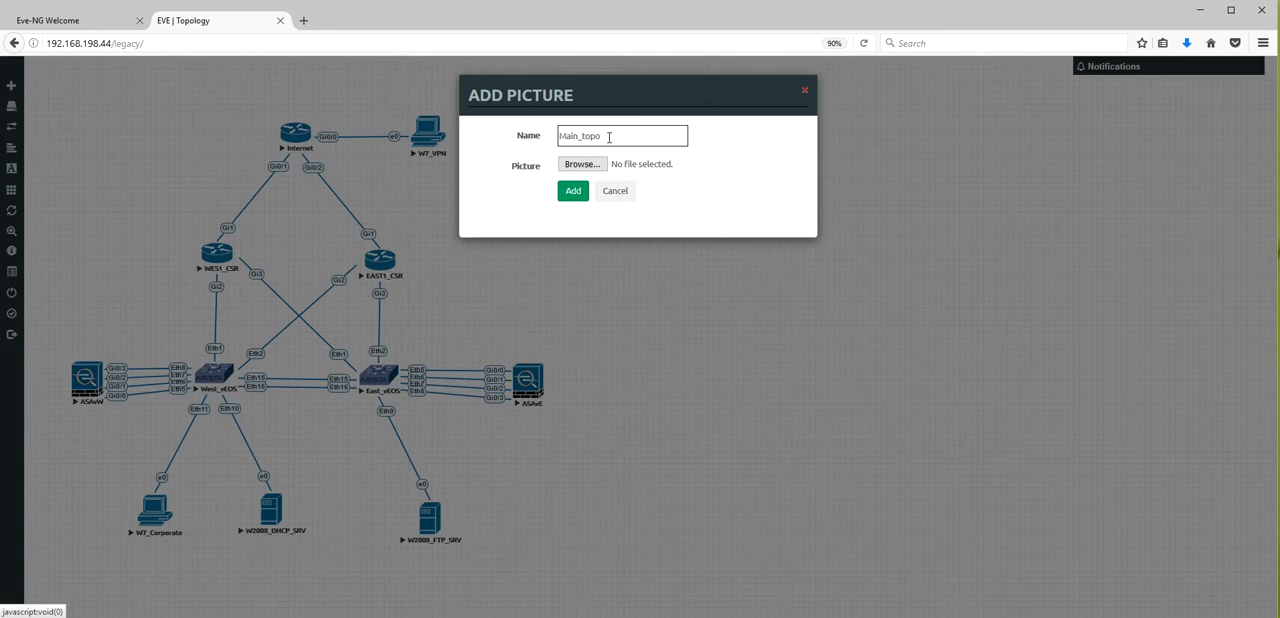 Eve-NG Welcome
EVE | Topology
192.168.198.44/legacy/
90%
Search
Notifications
ADD PICTURE
Name
Main_topo
Picture
Browse...
No file selected.
Add
Cancel
Gi0/0
e0
W7_VPN
Internet
Gi0/1
Gi0/2
Gi1
Gi1
WES1_CSR
EAST1_CSR
Gi3
Gi2
Gi2
Gi3
Eth1
Eth2
Eth1
Eth2
Gi0/3
Gi0/2
Gi0/1
Gi0/0
Eth8
Eth7
Eth5
ARISTA
West_vEOS
Eth15
Eth16
Eth15
Eth16
East_vEOS
Eth7
Eth8
Gi0/0
Gi0/1
Gi0/2
Gi0/3
ASAvW
ASAvE
Eth11
Eth10
Eth9
e0
e0
e0
W7_Corporate
W2008_DHCP_SRV
W2008_FTP_SRV
javascript:void(0)